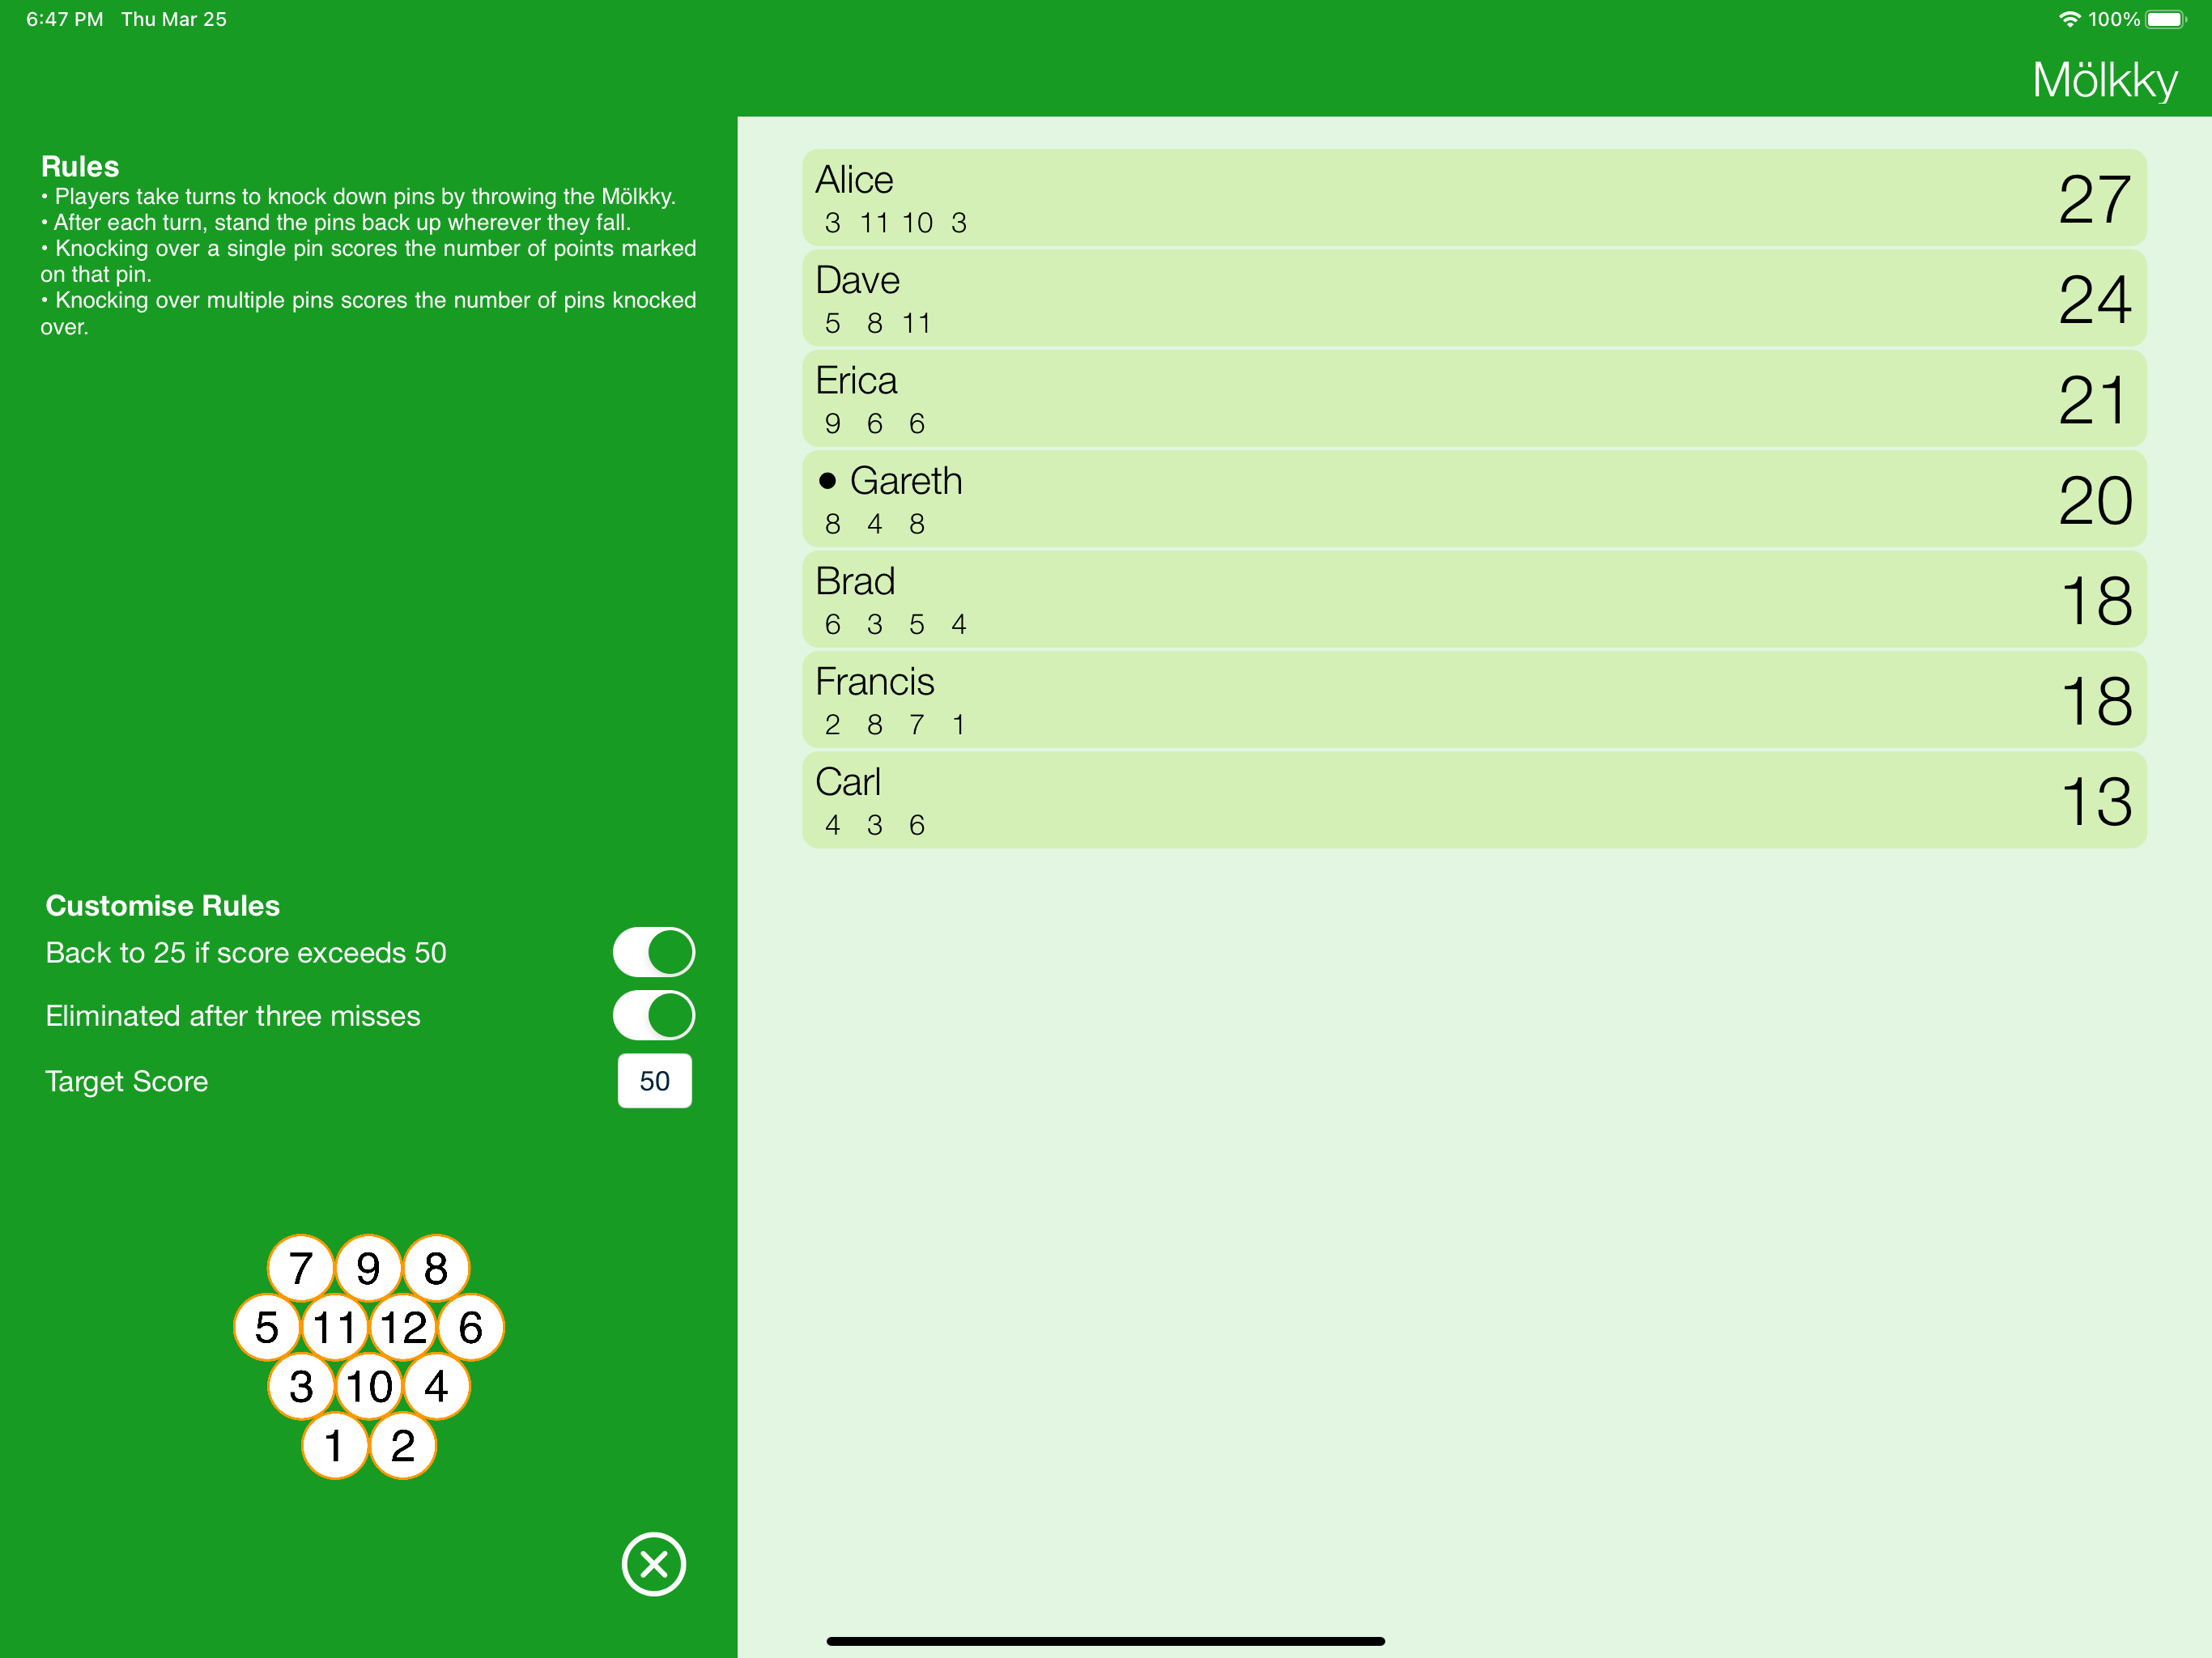 6:47 PM Thu Mar 25
100%
Mölkky
Rules
• Players take turns to knock down pins by throwing the Mölkky.
• After each turn, stand the pins back up wherever they fall.
• Knocking over a single pin scores the number of points marked
on that pin.
• Knocking over multiple pins scores the number of pins knocked
over.
Customise Rules
Back to 25 if score exceeds 50
Eliminated after three misses
Target Score 50
7 9 8
5 11 12 6
3 10 4
1 2
Alice
3 11 10 3
27
Dave
5 8 11
24
Erica
9 6 6
21
• Gareth
8 4 8
20
Brad
6 3 5 4
18
Francis
2 8 7 1
18
Carl
4 3 6
13